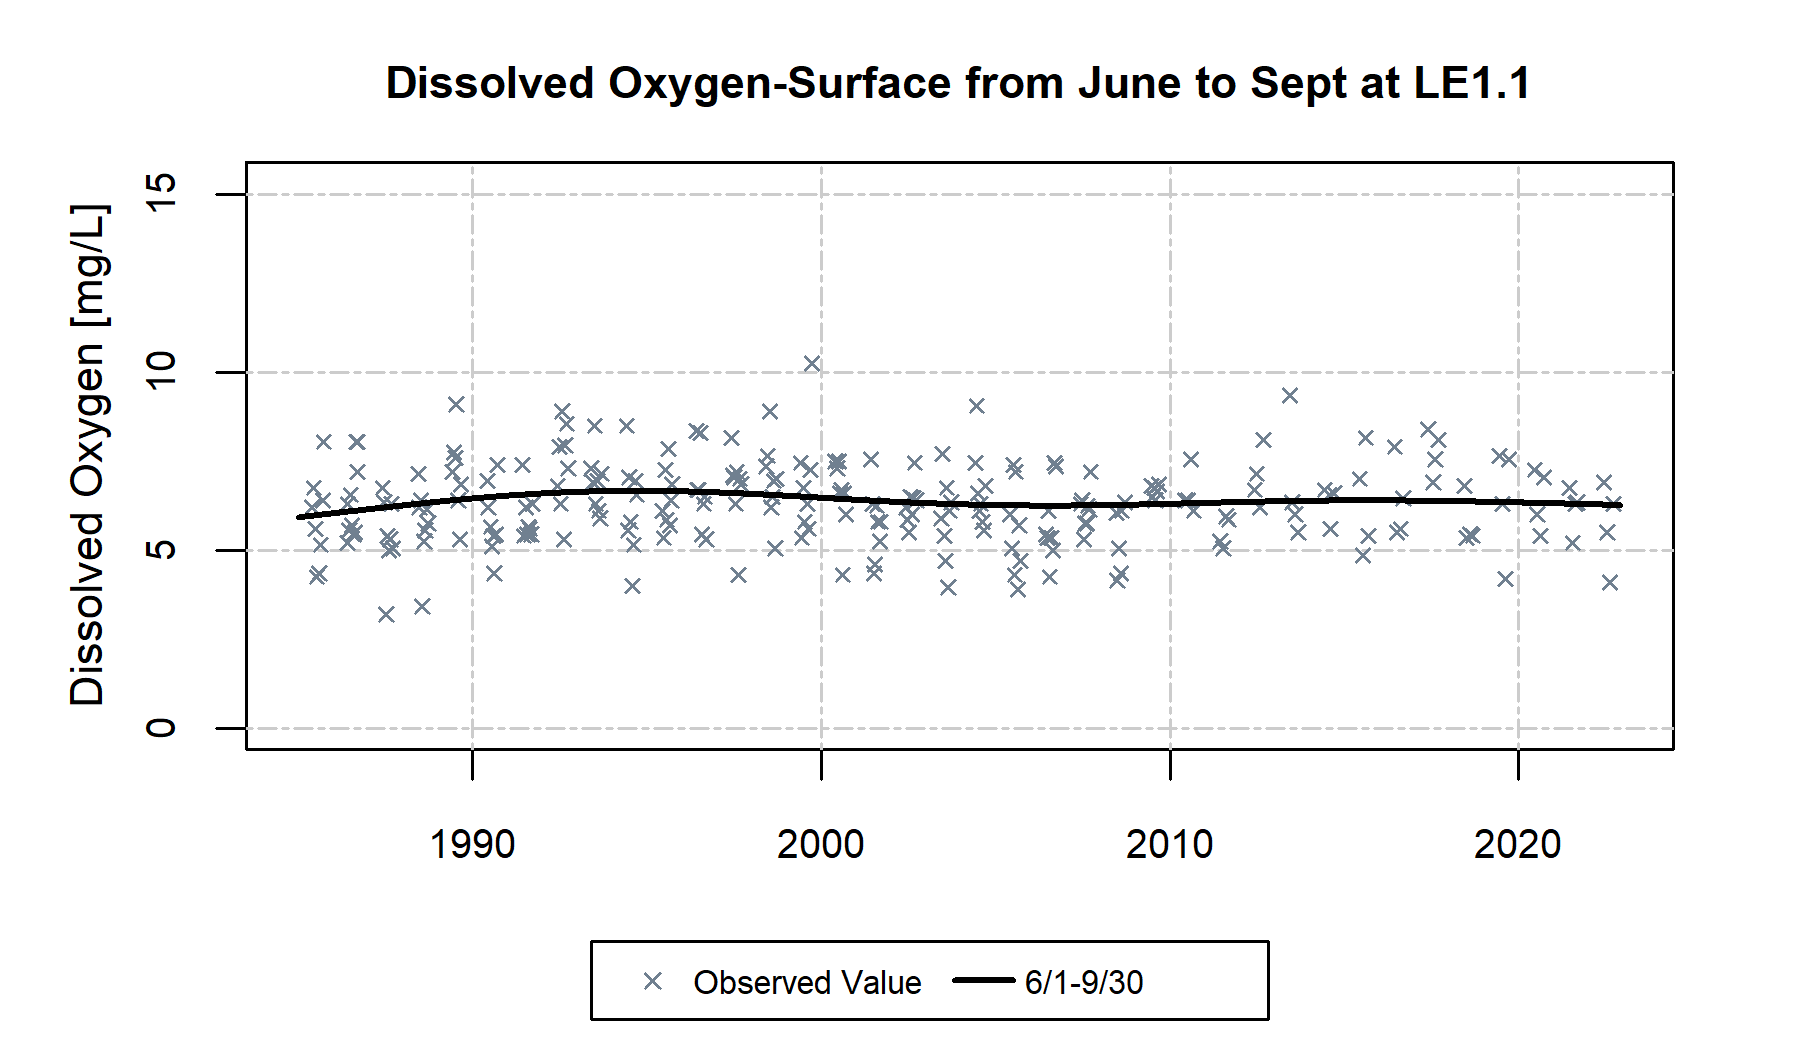 Dissolved Oxygen-Surface from June to Sept at LE1.1
Dissolved Oxygen [mg/L]
15
10
5
0
1990 2000 2010 2020
Observed Value 6/1-9/30